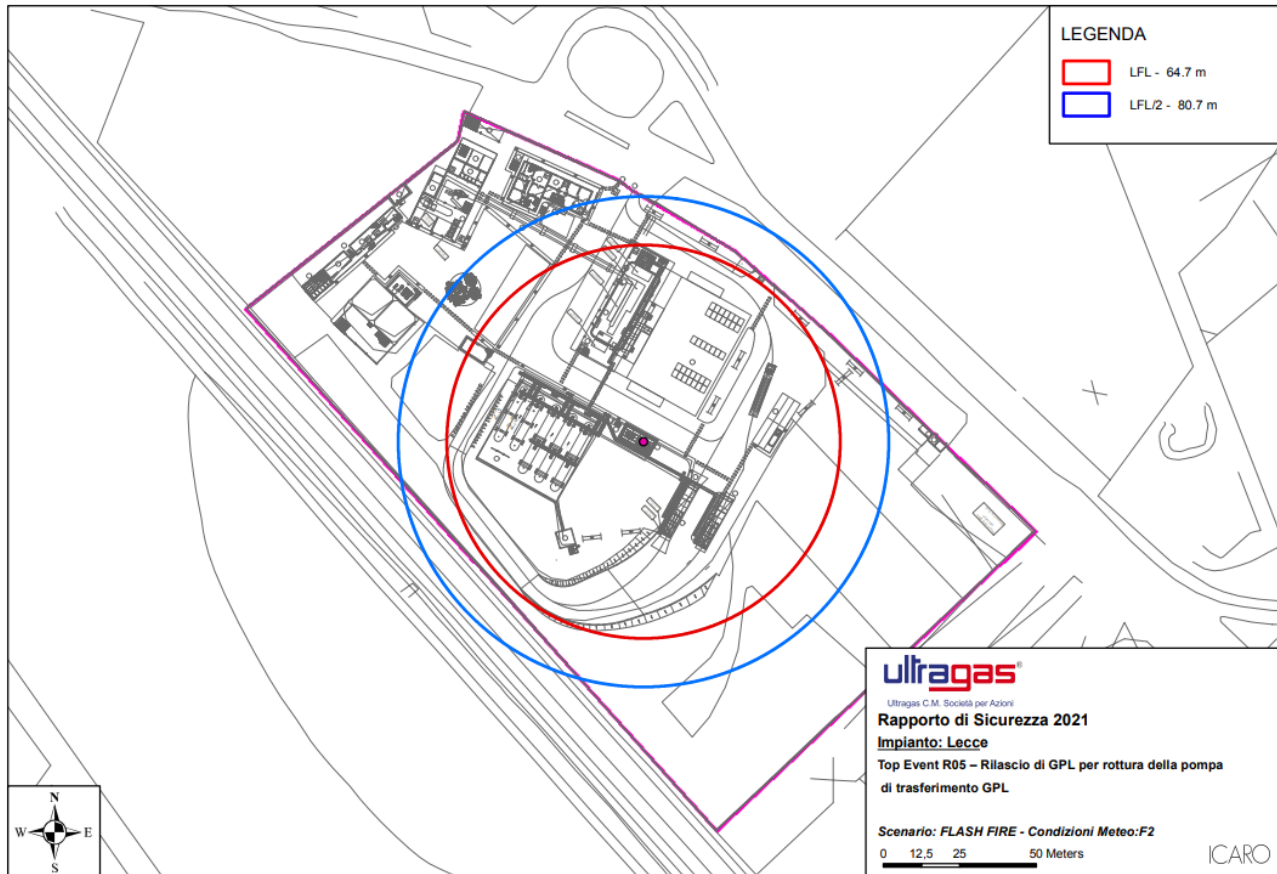 LEGENDA
LFL - 64.7 m
LFL/2 - 80.7 m
N
W E
S
ultragas®
Ultragas C.M. Società per Azioni
Rapporto di Sicurezza 2021
Impianto: Lecce
Top Event R05 – Rilascio di GPL per rottura della pompa
di trasferimento GPL
Scenario: FLASH FIRE - Condizioni Meteo:F2
0 12,5 25 50 Meters
ICARO